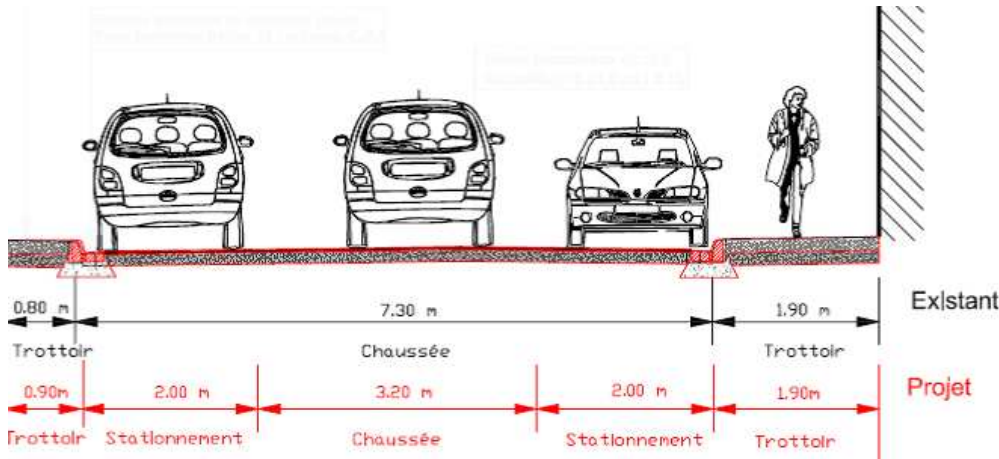 0.80 m 7.30 m 1.90 m Existant
Trottoir Chaussée Trottoir
0.90m 2.00 m 3.20 m 2.00 m 1.90m Projet
Trottoir Stationnement Chaussée Stationnement Trottoir